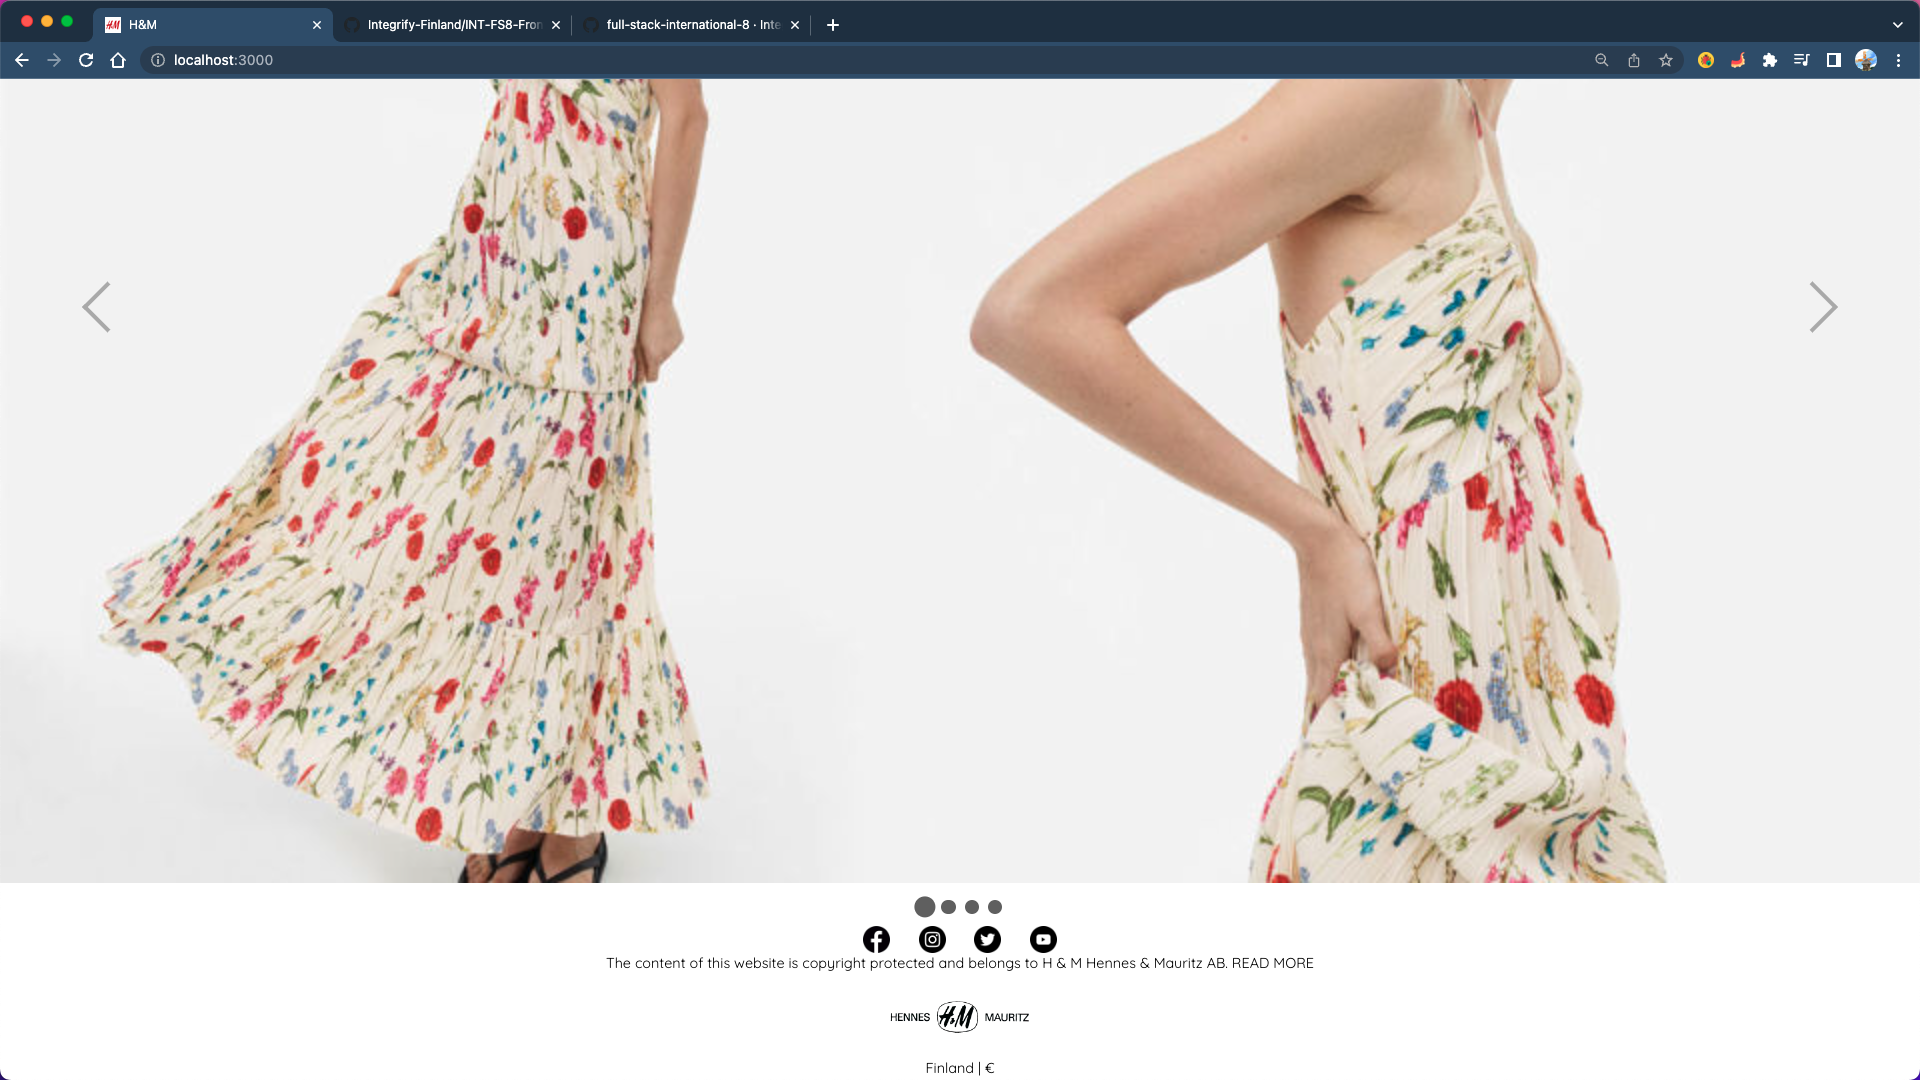 H&M
Integrify-Finland/INT-FS8-Fron
full-stack-international-8 · Inte
localhost:3000
The content of this website is copyright protected and belongs to H & M Hennes & Mauritz AB. READ MORE
HENNES H&M MAURITZ
Finland | €